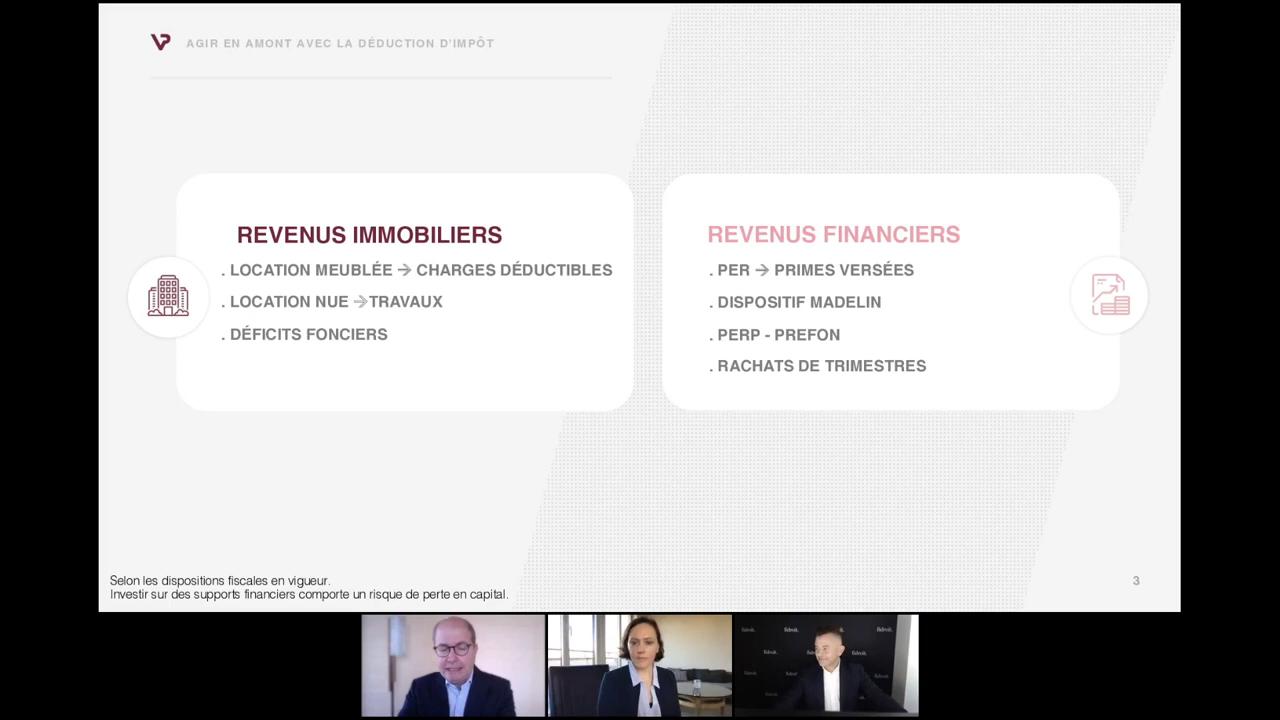 VP
AGIR EN AMONT AVEC LA DÉDUCTION D'IMPÔT
REVENUS IMMOBILIERS
. LOCATION MEUBLÉE → CHARGES DÉDUCTIBLES
. LOCATION NUE →TRAVAUX
. DÉFICITS FONCIERS
REVENUS FINANCIERS
. PER → PRIMES VERSÉES
. DISPOSITIF MADELIN
. PERP - PREFON
. RACHATS DE TRIMESTRES
Selon les dispositions fiscales en vigueur.
Investir sur des supports financiers comporte un risque de perte en capital.
3